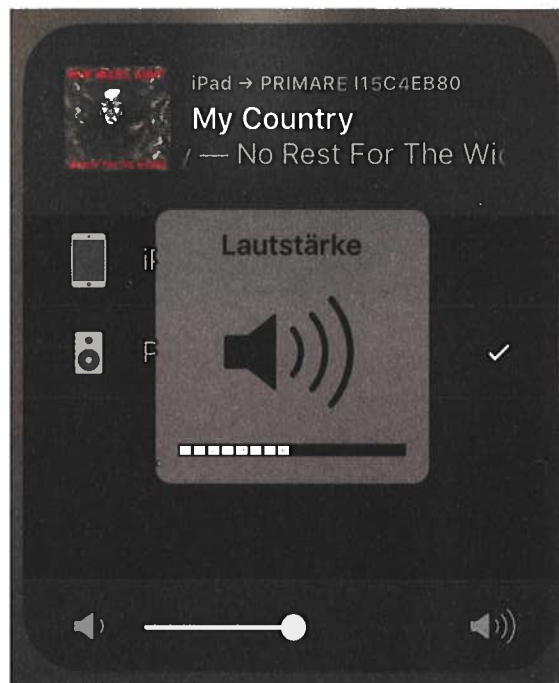 iPad → PRIMARE I15C4EB80
My Country
y — No Rest For The Wi
Lautstärke